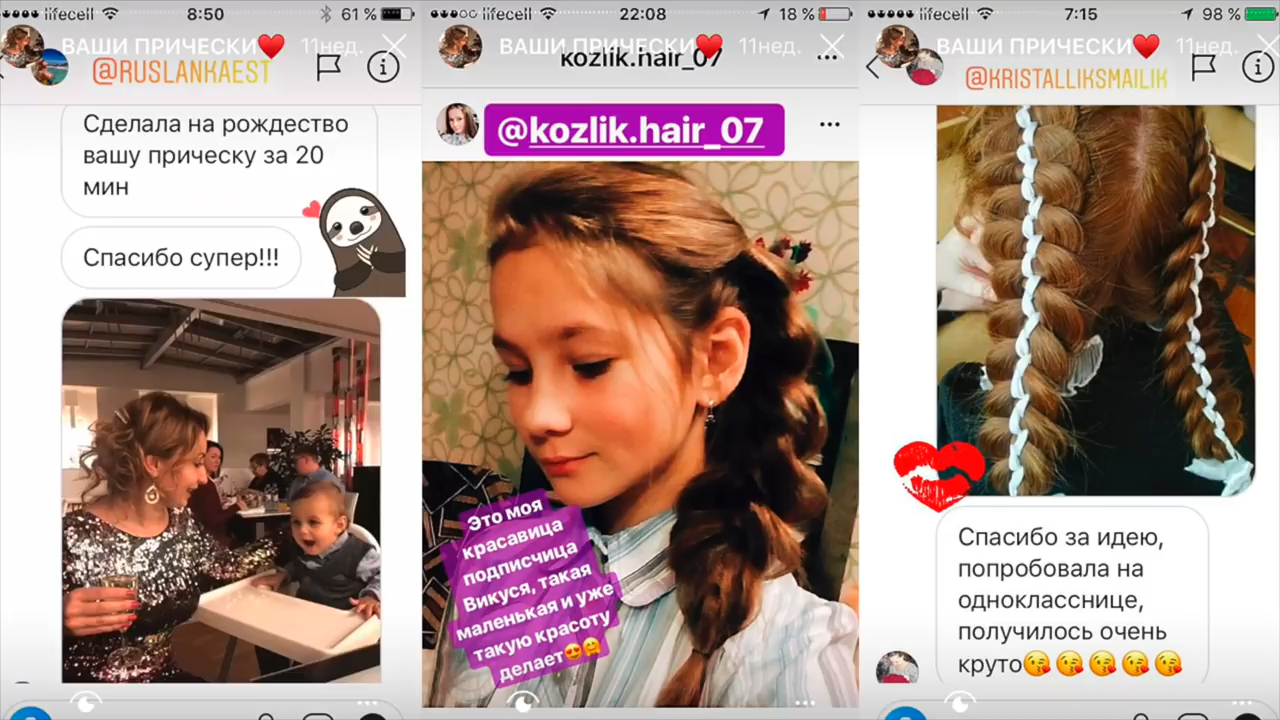 lifecell 8:50 61 %
ВАШИ ПРИЧЕСКИ❤️ 11нед.
@RUSLANKAEST
Сделала на рождество
вашу прическу за 20
мин
Спасибо супер!!!
lifecell 22:08 18 %
ВАШИ ПРИЧЕСКИ❤️ 11нед.
kozlik.hair_07
@kozlik.hair_07
Это моя
красавица
подписчица
Викуся, такая
маленькая и уже
такую красоту
делает😍🤗
lifecell 7:15 98 %
ВАШИ ПРИЧЕСКИ❤️ 11нед.
@KRISTALLIKSMAILIK
Спасибо за идею,
попробовала на
однокласснице,
получилось очень
круто😘😘😘😘😘